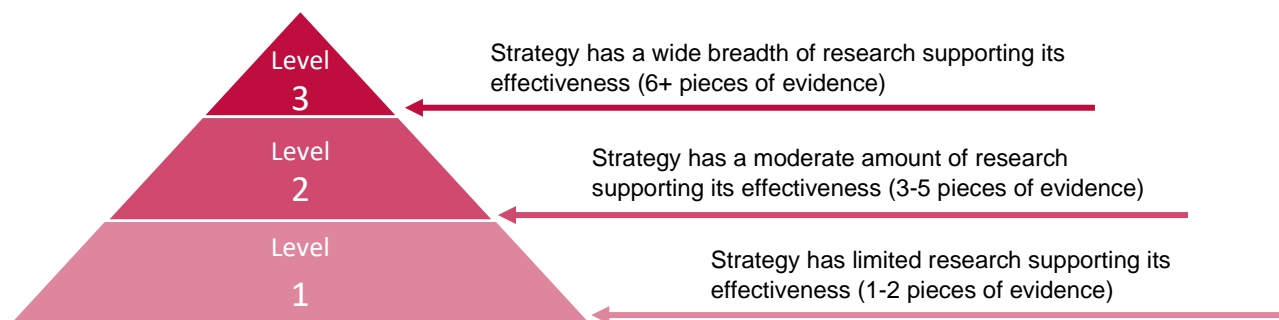 Level
3
Strategy has a wide breadth of research supporting its
effectiveness (6+ pieces of evidence)
Level
2
Strategy has a moderate amount of research
supporting its effectiveness (3-5 pieces of evidence)
Level
1
Strategy has limited research supporting its
effectiveness (1-2 pieces of evidence)